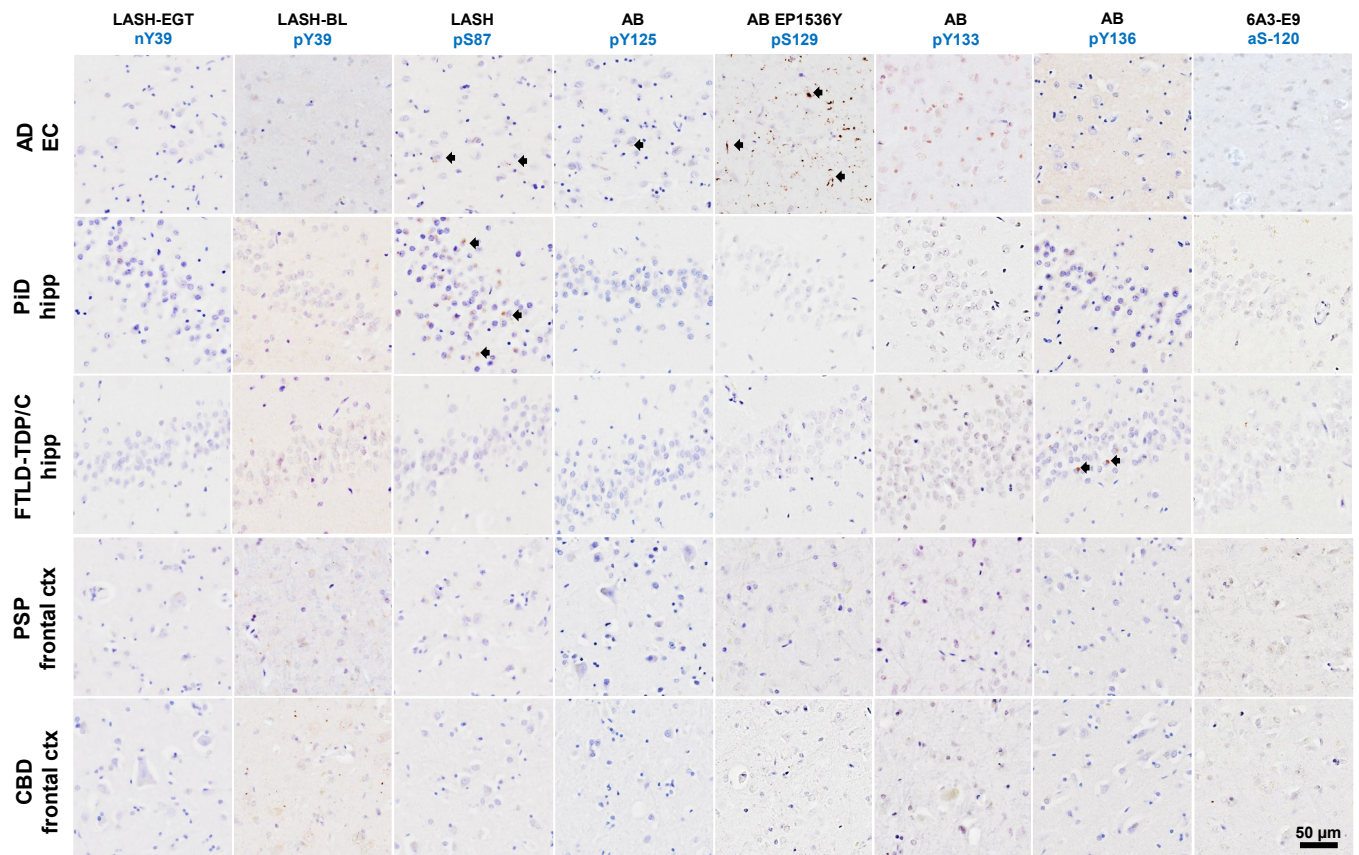 LASH-EGT LASH-BL LASH AB AB EP1536Y AB AB 6A3-E9
nY39 pY39 pS87 pY125 pS129 pY133 pY136 aS-120
AD
EC
PiD
hipp
FTLD-TDP/C
hipp
PSP
frontal ctx
CBD
frontal ctx
50 µm